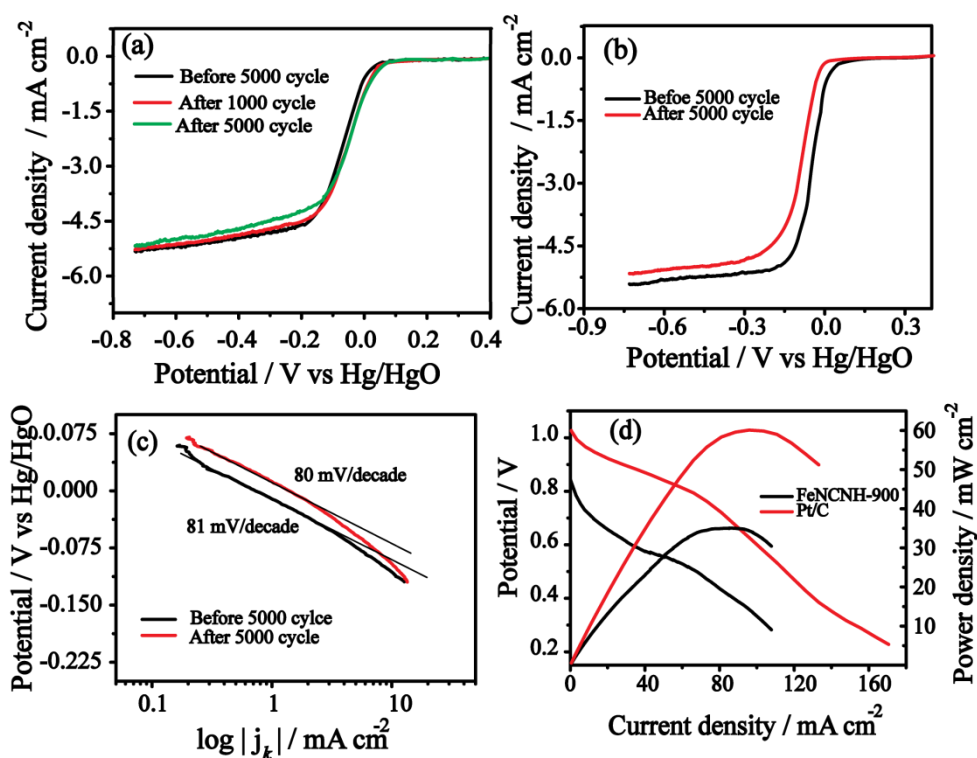 (a)
Before 5000 cycle
After 1000 cycle
After 5000 cycle
0.0
-1.5
-3.0
-4.5
-6.0
-0.8 -0.6 -0.4 -0.2 0.0 0.2 0.4
Current density / mA cm-2
Potential / V vs Hg/HgO
(b)
Befoe 5000 cycle
After 5000 cycle
0.0
-1.5
-3.0
-4.5
-6.0
-0.9 -0.6 -0.3 0.0 0.3
Current density / mA cm-2
Potential / V vs Hg/HgO
(c)
80 mV/decade
81 mV/decade
Before 5000 cylce
After 5000 cycle
0.075
0.000
-0.075
-0.150
-0.225
0.1 1 10
Potential / V vs Hg/HgO
log | jk| / mA cm-2
(d)
FeNCNH-900
Pt/C
1.0
0.8
0.6
0.4
0.2
60
50
40
30
20
10
0 40 80 120 160
Potential / V
Power density / mW cm-2
Current density / mA cm-2